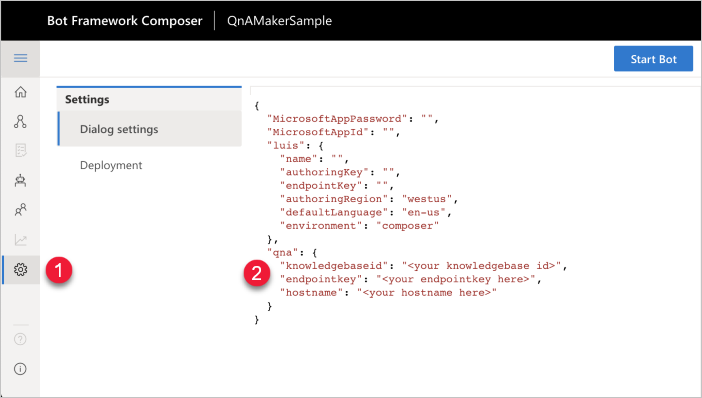 Bot Framework Composer QnAMakerSample
Start Bot
Settings
Dialog settings
Deployment
{
"MicrosoftAppPassword": "",
"MicrosoftAppId": "",
"luis": {
"name": "",
"authoringKey": "",
"endpointKey": "",
"authoringRegion": "westus",
"defaultLanguage": "en-us",
"environment": "composer"
},
"qna": {
"knowledgebaseid": "<your knowledgebase id>",
"endpointkey": "<your endpointkey here>",
"hostname": "<your hostname here>"
}
}
1
2